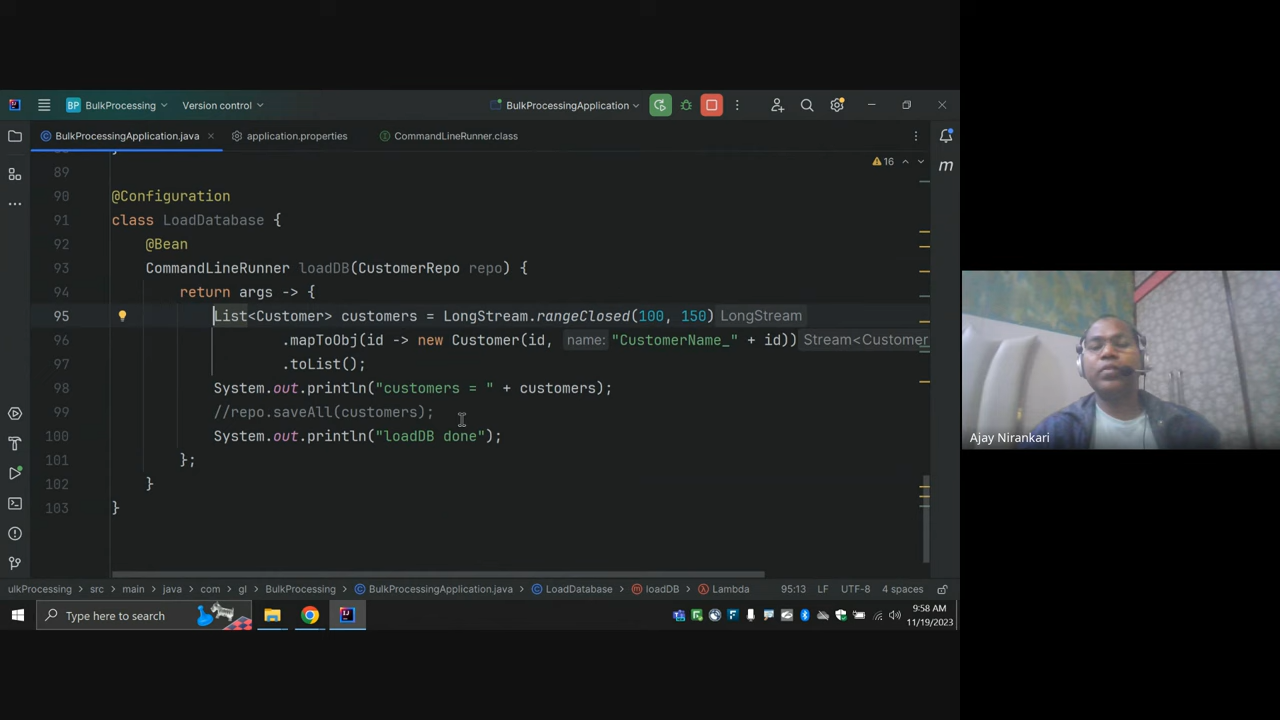 BP BulkProcessing Version control BulkProcessingApplication
BulkProcessingApplication.java application.properties CommandLineRunner.class
16
89
90 @Configuration
91 class LoadDatabase {
92 @Bean
93 CommandLineRunner loadDB(CustomerRepo repo) {
94 return args -> {
95 List<Customer> customers = LongStream.rangeClosed(100, 150) LongStream
96 .mapToObj(id -> new Customer(id, name: "CustomerName_" + id)) Stream<Customer
97 .toList();
98 System.out.println("customers = " + customers);
99 //repo.saveAll(customers);
100 System.out.println("loadDB done");
101 };
102 }
103 }
m
Ajay Nirankari
ulkProcessing > src > main > java > com > gl > BulkProcessing > BulkProcessingApplication.java > LoadDatabase > loadDB > Lambda 95:13 LF UTF-8 4 spaces
Type here to search
9:58 AM
11/19/2023